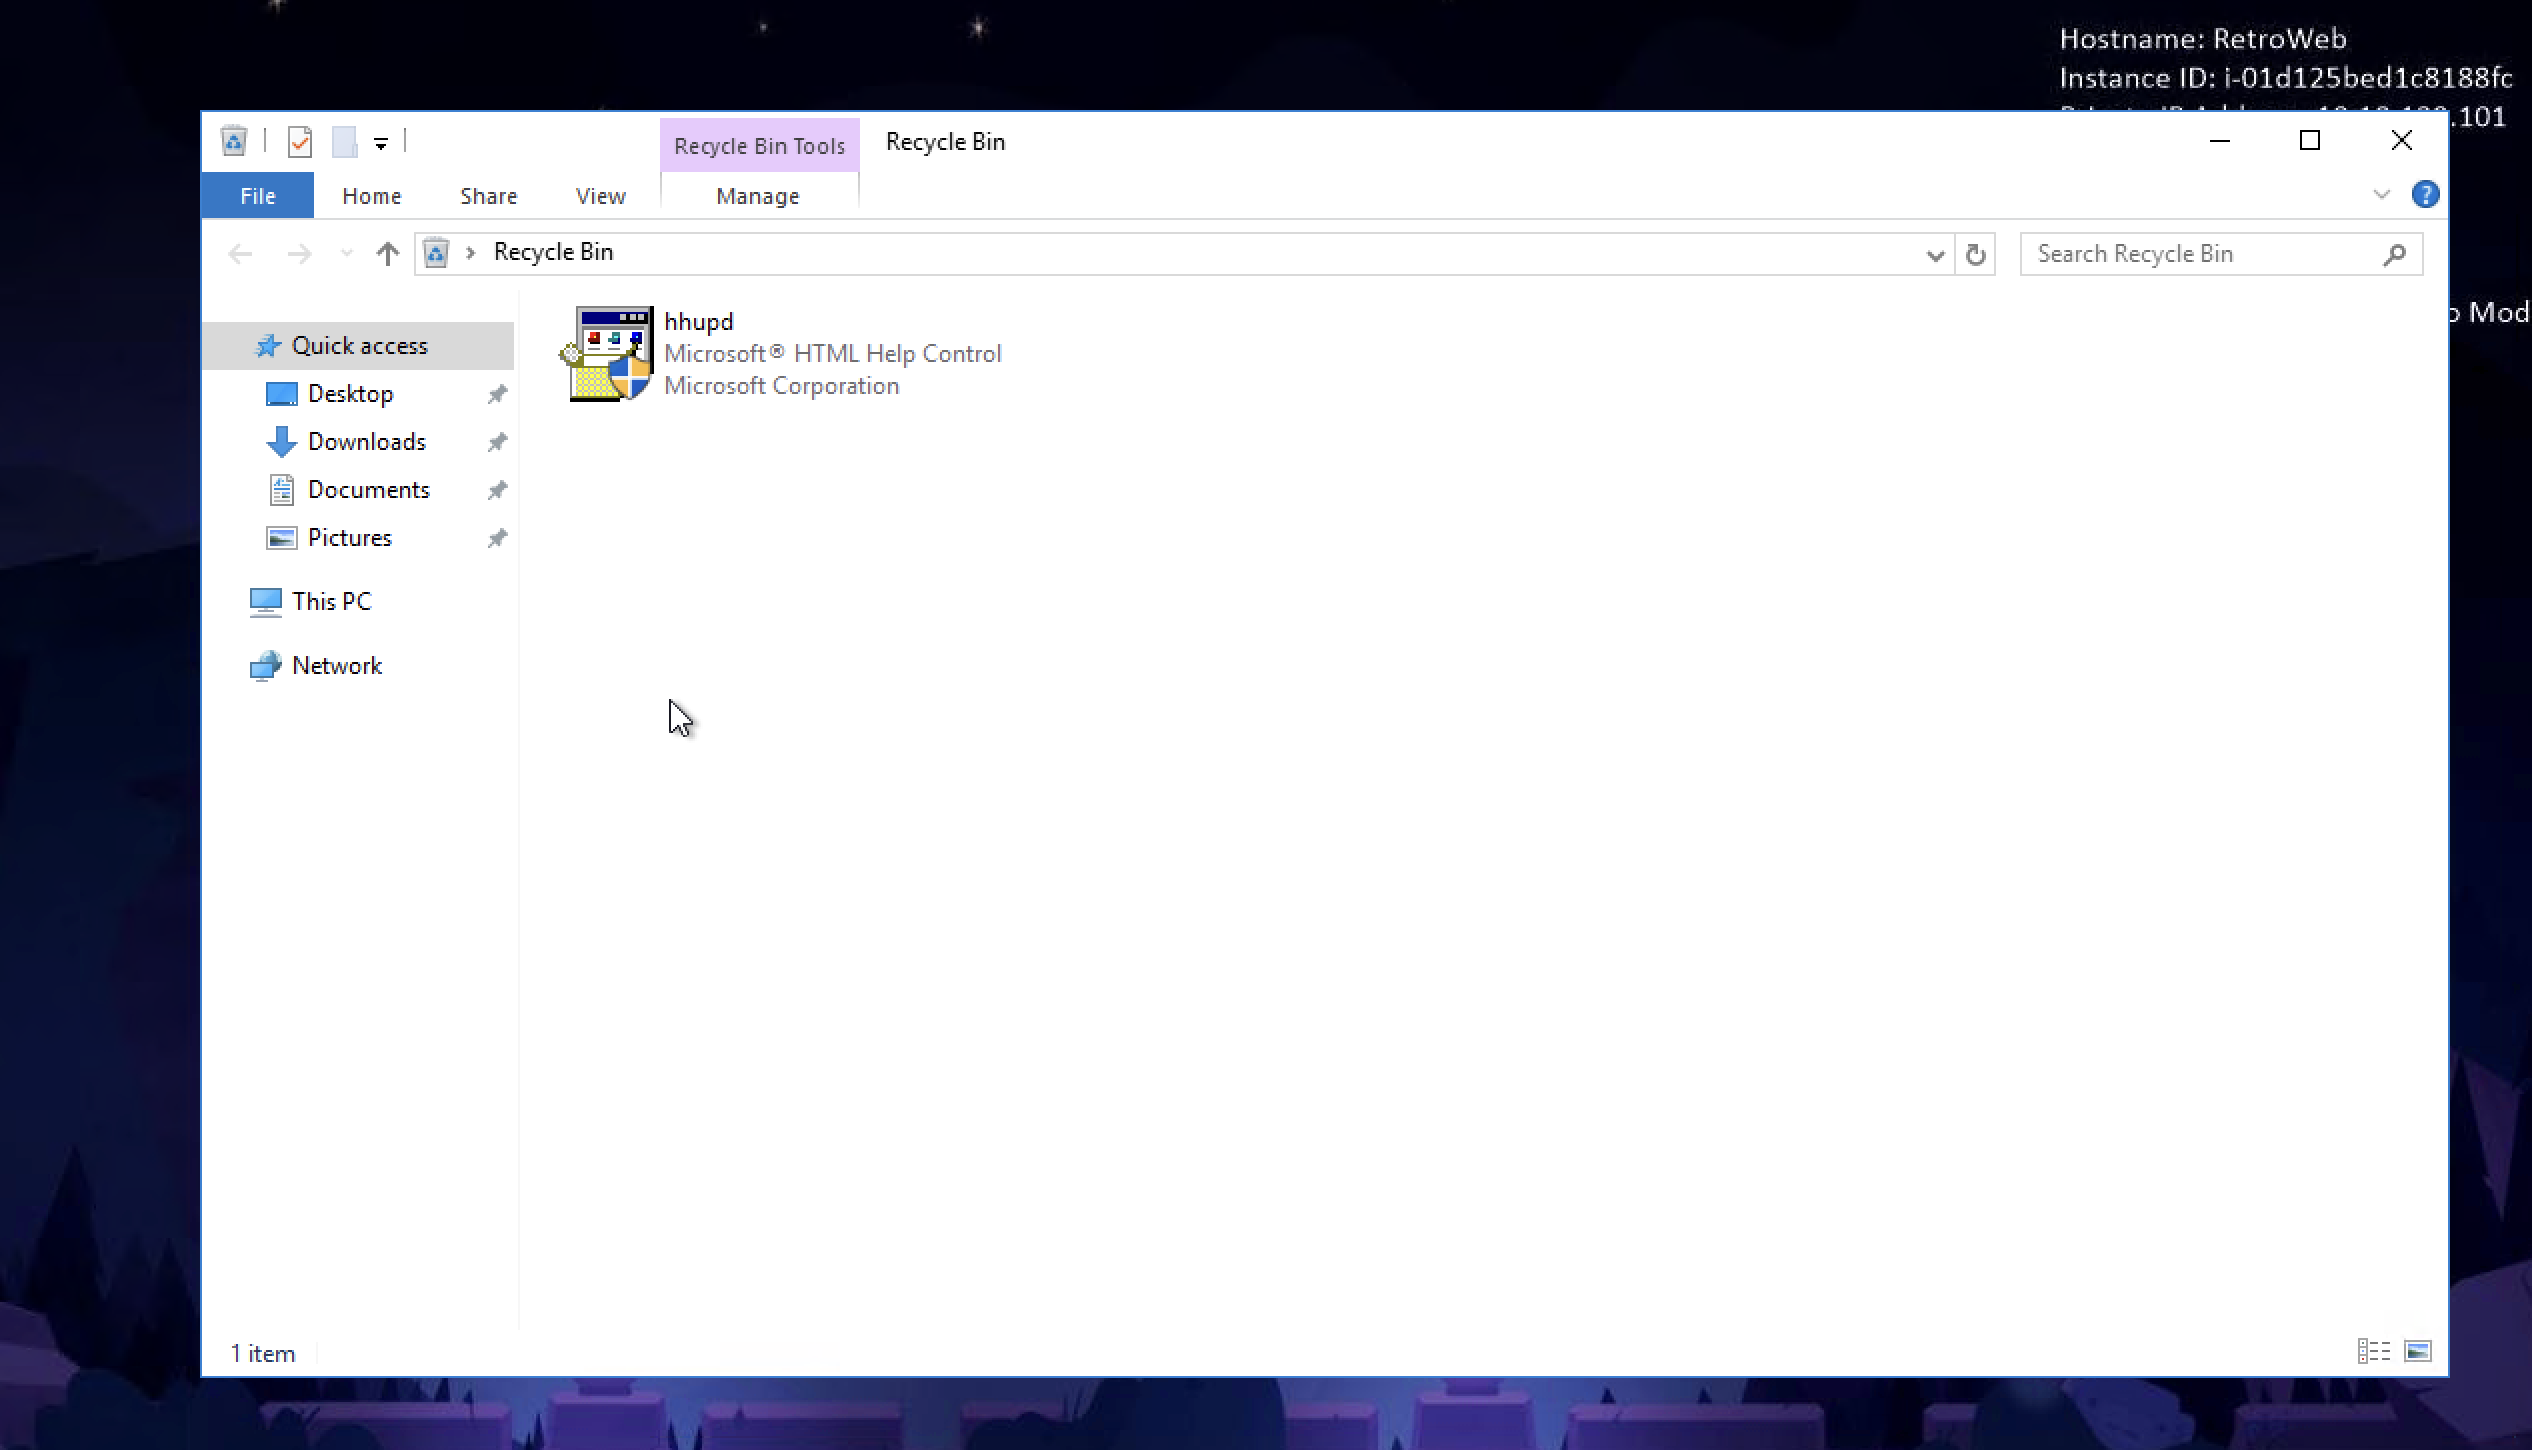 Hostname: RetroWeb
Instance ID: i-01d125bed1c8188fc
.101
Recycle Bin Tools
Recycle Bin
File
Home
Share
View
Manage
Recycle Bin
Search Recycle Bin
Mod
Quick access
Desktop
Downloads
Documents
Pictures
This PC
Network
hhupd
Microsoft® HTML Help Control
Microsoft Corporation
1 item